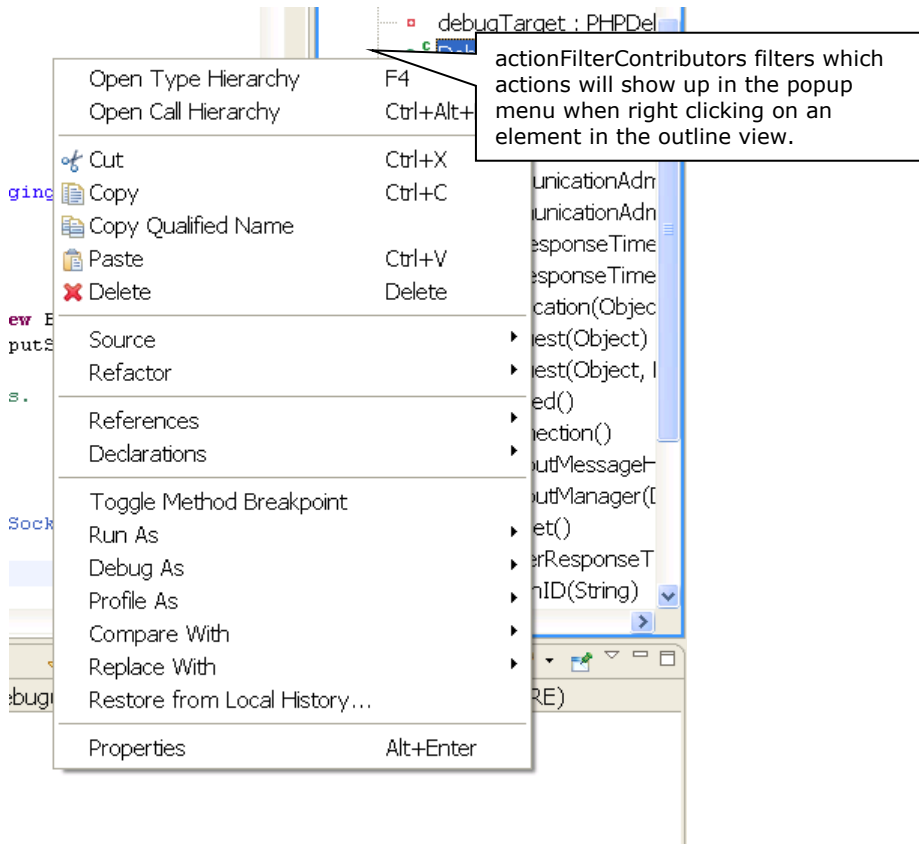 debugTarget : PHPDel
actionFilterContributors filters which
actions will show up in the popup
menu when right clicking on an
element in the outline view.
Open Type Hierarchy F4
Open Call Hierarchy Ctrl+Alt+
Cut Ctrl+X
Copy Ctrl+C
Copy Qualified Name
Paste Ctrl+V
Delete Delete
Source
Refactor
References
Declarations
Toggle Method Breakpoint
Run As
Debug As
Profile As
Compare With
Replace With
Restore from Local History...
Properties Alt+Enter
ging
ew E
putS
s.
Sock
ebug
unicationAdm
unicationAdn
esponseTime
esponseTime
cation(Objec
est(Object)
est(Object, I
ed()
nection()
utMessageH
utManager(D
et()
erResponseT
nID(String)
RE)